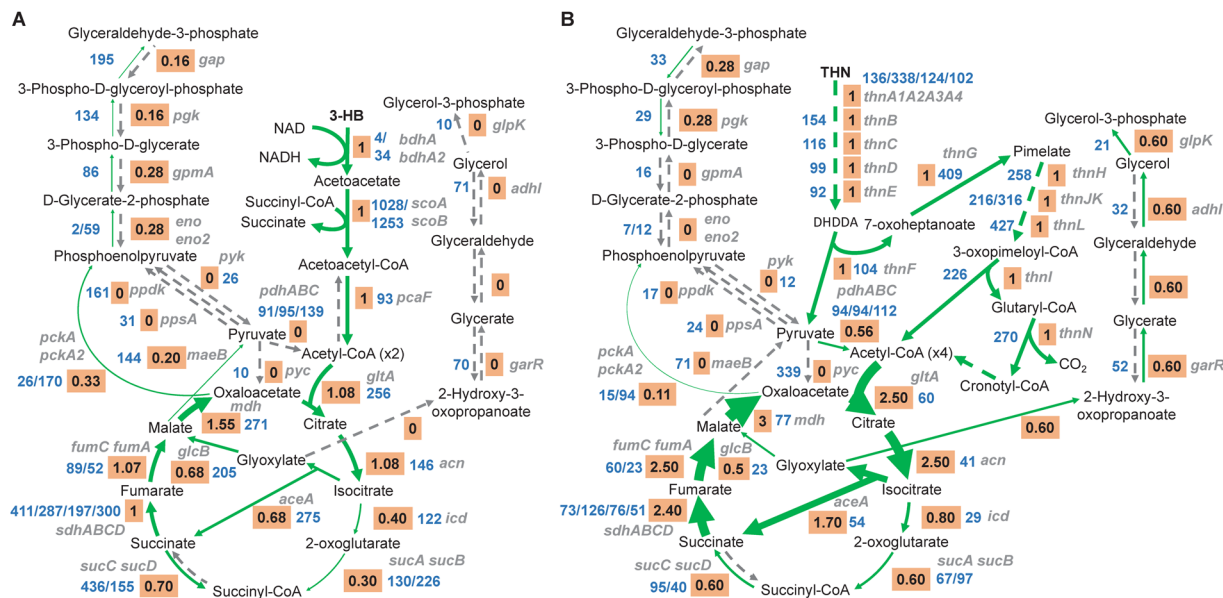 A
Glyceraldehyde-3-phosphate
195
0.16 gap
3-Phospho-D-glyceroyl-phosphate
134
0.16 pgk
3-Phospho-D-glycerate
86
0.28 gpmA
D-Glycerate-2-phosphate
2/59
0.28 eno
eno2
Phosphoenolpyruvate
pyk
0 26
161 0 ppdk
31 0 ppsA
pckA
pckA2
26/170 0.33
144 0.20 maeB
3-HB
NAD
NADH
1 4/ bdhA
34 bdhA2
Acetoacetate
Succinyl-CoA
Succinate
1 1028/ scoA
1253 scoB
Acetoacetyl-CoA
pdhABC
91/95/139
0
1 93 pcaF
Pyruvate
Acetyl-CoA (x2)
10 0 pyc
Glycerol-3-phosphate
10 0 glpK
Glycerol
71 0 adhI
Glyceraldehyde
0
Glycerate
70 0 garR
2-Hydroxy-3-
oxopropanoate
0
Oxaloacetate
gltA
1.08 256
mdh
1.55 271
Malate
Citrate
fumC fumA
89/52 1.07
glcB
0.68 205
Glyoxylate
1.08 146 acn
Fumarate
Isocitrate
411/287/197/300 1
sdhABCD
aceA
0.68 275
0.40 122 icd
Succinate
2-oxoglutarate
sucC sucD
436/155 0.70
sucA sucB
0.30 130/226
Succinyl-CoA
B
Glyceraldehyde-3-phosphate
33
0.28 gap
3-Phospho-D-glyceroyl-phosphate
29
0.28 pgk
3-Phospho-D-glycerate
16
0 gpmA
D-Glycerate-2-phosphate
7/12
0 eno
eno2
Phosphoenolpyruvate
pyk
0 12
17 0 ppdk
24 0 ppsA
pckA
pckA2
15/94 0.11
71 0 maeB
THN
136/338/124/102
1 thnA1A2A3A4
154 1 thnB
116 1 thnC
99 1 thnD
92 1 thnE
DHDDA
7-oxoheptanoate
thnG
1 409
1 104 thnF
Pimelate
258 1 thnH
216/316 1 thnJK
427 1 thnL
3-oxopimeloyl-CoA
226 1 thnI
Glutaryl-CoA
270 1 thnN
CO2
Cronotyl-CoA
pdhABC
94/94/112
0.56
Pyruvate
Acetyl-CoA (x4)
339 0 pyc
Glycerol-3-phosphate
21 0.60 glpK
Glycerol
32 0.60 adhI
Glyceraldehyde
0.60
Glycerate
52 0.60 garR
2-Hydroxy-3-
oxopropanoate
0.60
Oxaloacetate
gltA
2.50 60
3 77 mdh
Malate
Citrate
fumC fumA
60/23 2.50
glcB
0.5 23
Glyoxylate
2.50 41 acn
Fumarate
Isocitrate
73/126/76/51 2.40
sdhABCD
aceA
1.70 54
0.80 29 icd
Succinate
2-oxoglutarate
sucC sucD
95/40 0.60
sucA sucB
0.60 67/97
Succinyl-CoA